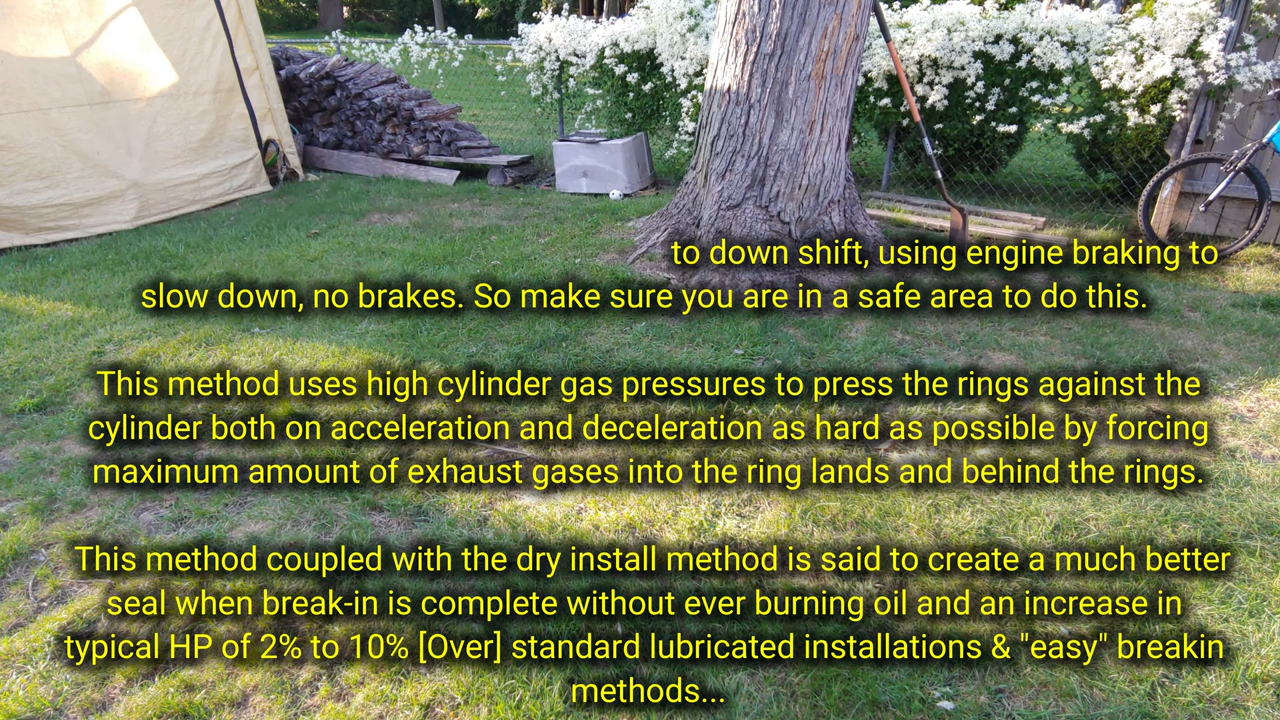 to down shift, using engine braking to
slow down, no brakes. So make sure you are in a safe area to do this.
This method uses high cylinder gas pressures to press the rings against the
cylinder both on acceleration and deceleration as hard as possible by forcing
maximum amount of exhaust gases into the ring lands and behind the rings.
This method coupled with the dry install method is said to create a much better
seal when break-in is complete without ever burning oil and an increase in
typical HP of 2% to 10% [Over] standard lubricated installations & "easy" breakin
methods...